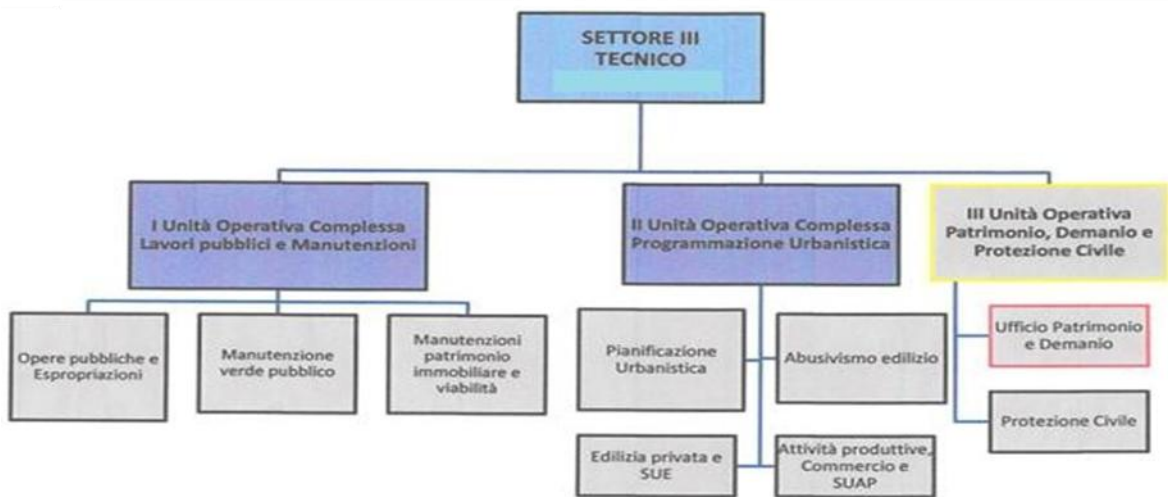 SETTORE III
TECNICO
I Unità Operativa Complessa
Lavori pubblici e Manutenzioni
II Unità Operativa Complessa
Programmazione Urbanistica
III Unità Operativa
Patrimonio, Demanio e
Protezione Civile
Opere pubbliche e
Espropriazioni
Manutenzione
verde pubblico
Manutenzioni
patrimonio
immobiliare e
viabilità
Pianificazione
Urbanistica
Abusivismo edilizio
Ufficio Patrimonio
e Demanio
Protezione Civile
Edilizia privata e
SUE
Attività produttive,
Commercio e
SUAP